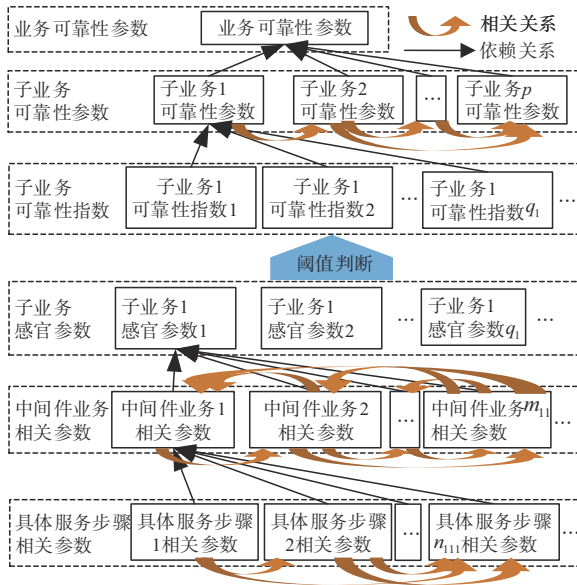 业务可靠性参数
业务可靠性参数
相关关系
依赖关系
子业务
可靠性参数
子业务1
可靠性参数
子业务2
可靠性参数
...
子业务p
可靠性参数
子业务
可靠性指数
子业务1
可靠性指数1
子业务1
可靠性指数2
...
子业务1
可靠性指数q₁
...
阈值判断
子业务
感官参数
子业务1
感官参数1
子业务1
感官参数2
...
子业务1
感官参数q₁
...
中间件业务
相关参数
中间件业务1
相关参数
中间件业务2
相关参数
...
中间件业务m₁₁
相关参数
...
具体服务步骤
相关参数
具体服务步骤
1相关参数
具体服务步骤
2相关参数
...
具体服务步骤
n₁₁₁相关参数
...